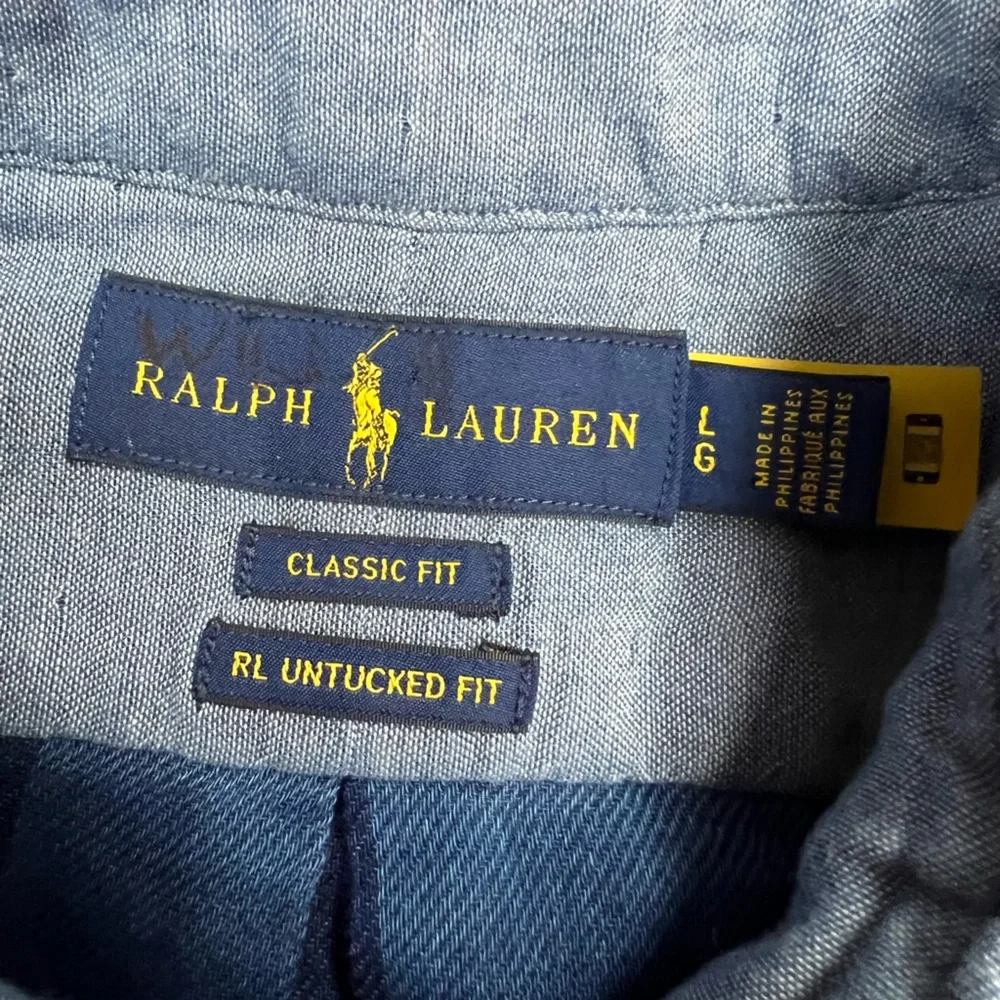 RALPH LAUREN
L
G
MADE IN
PHILIPPINES
FABRIQUÉ AUX
PHILIPPINES
CLASSIC FIT
RL UNTUCKED FIT